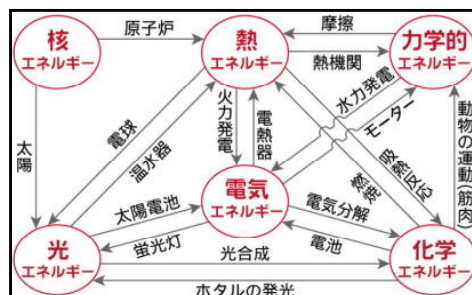 核
エネルギー
原子炉
熱
エネルギー
摩擦
熱機関
力学的
エネルギー
太陽
電球
温水器
火力発電
電熱器
水力発電
モーター
燃焼
吸熱反応
動物の運動(筋肉)
電気
エネルギー
太陽電池
蛍光灯
電気分解
電池
光
エネルギー
光合成
化学
エネルギー
ホタルの発光